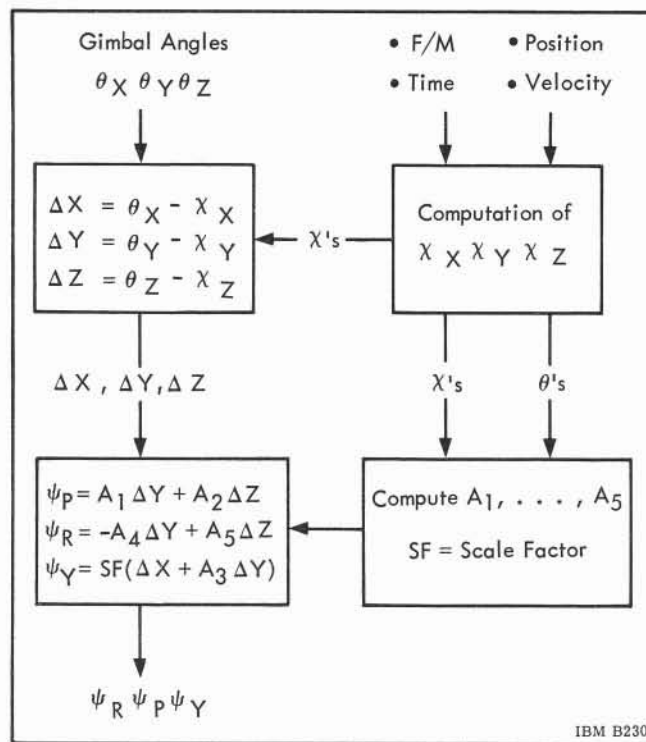 Gimbal Angles
θX θY θZ
• F/M • Position
• Time • Velocity
ΔX = θX - χX
ΔY = θY - χY
ΔZ = θZ - χZ
χ's
Computation of
χX χY χZ
ΔX , ΔY, ΔZ
χ's θ's
ψP = A1 ΔY + A2 ΔZ
ψR = -A4 ΔY + A5 ΔZ
ψY = SF(ΔX + A3 ΔY)
Compute A1, . . . , A5
SF = Scale Factor
ψR ψP ψY
IBM B230